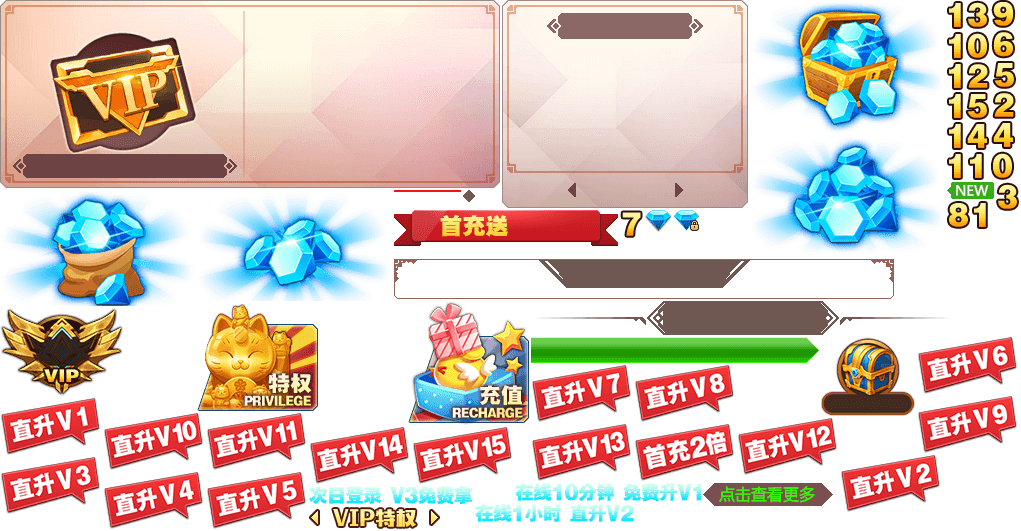 VIP
139
106
125
152
144
110
NEW
3
81
首充送
7
VIP
特权
PRIVILEGE
充值
RECHARGE
直升V6
直升V7
直升V8
直升V1
直升V10
直升V11
直升V14
直升V15
直升V13
首充2倍
直升V12
直升V9
直升V3
直升V4
直升V5
直升V2
次日登录 V3免费拿
在线10分钟 免费升V1
点击查看更多
VIP特权
在线1小时 直升V2